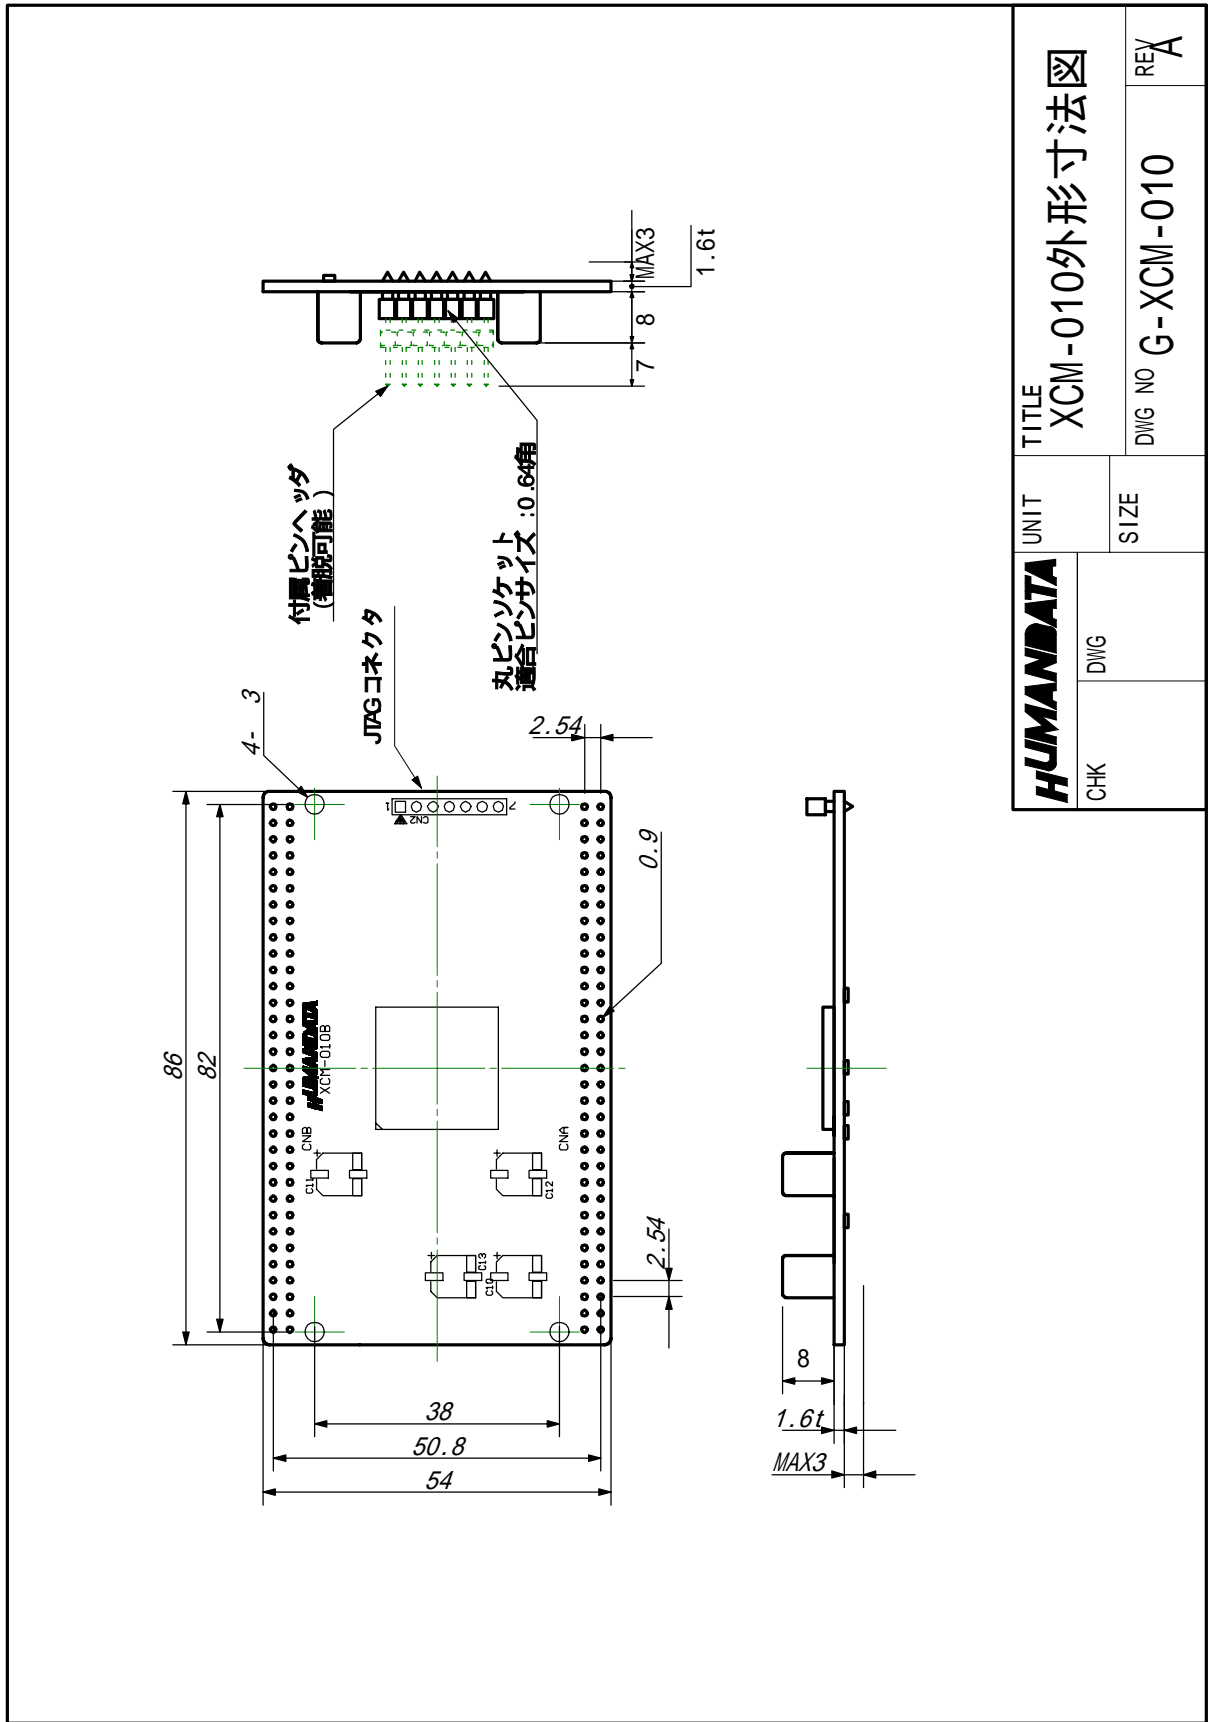 付属ピンヘッダ
(着脱可能)
丸ピンソケット
適合ピンサイズ:0.64角
JTAGコネクタ
MAX3
1.6t
8
7
4- 3
2.54
0.9
86
82
1
7
CN2
HUMANDATA
XCM-010B
CNB
CNA
C11
C12
C13
C10
2.54
38
50.8
54
8
1.6t
MAX3
HUMANDATA
CHK
DWG
UNIT
SIZE
TITLE
XCM-010外形寸法図
DWG NO G-XCM-010
REV A